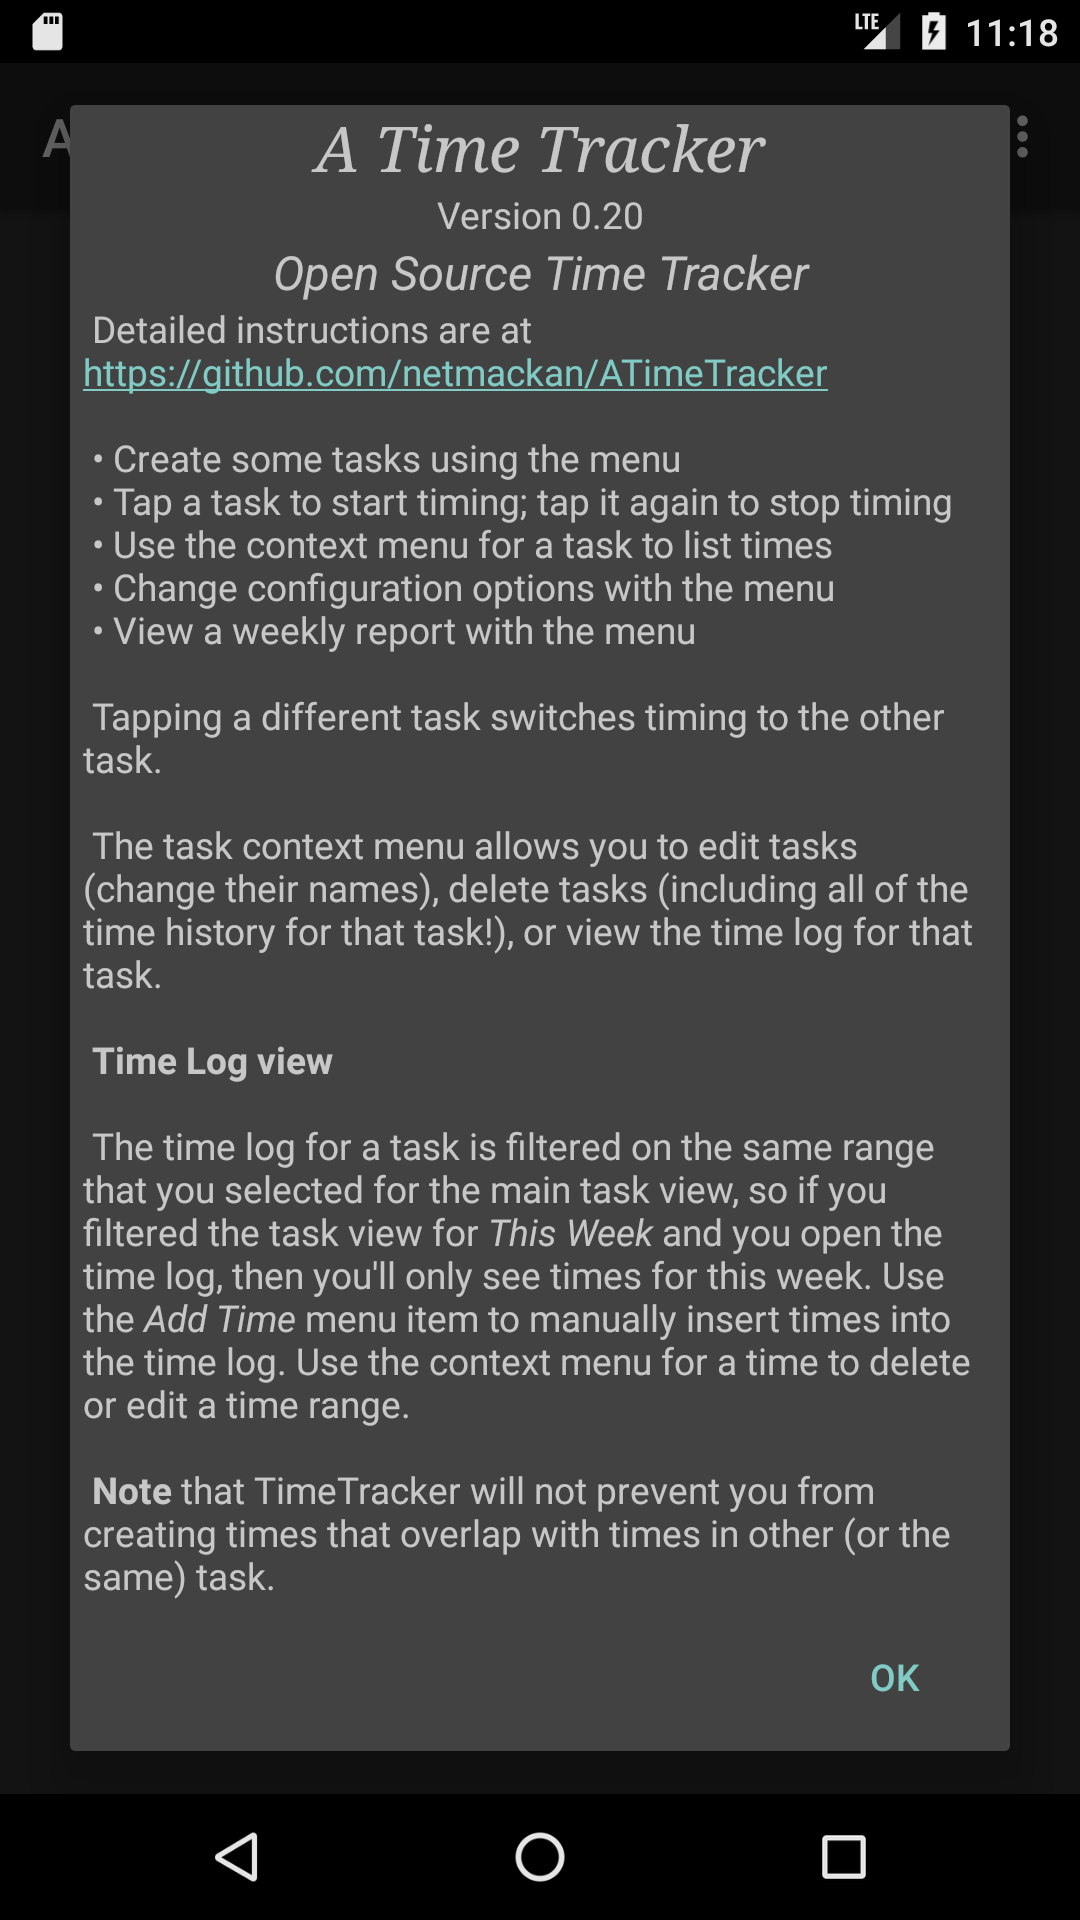 LTE 11:18
A
A Time Tracker
Version 0.20
Open Source Time Tracker
Detailed instructions are at
https://github.com/netmackan/ATimeTracker
• Create some tasks using the menu
• Tap a task to start timing; tap it again to stop timing
• Use the context menu for a task to list times
• Change configuration options with the menu
• View a weekly report with the menu
Tapping a different task switches timing to the other
task.
The task context menu allows you to edit tasks
(change their names), delete tasks (including all of the
time history for that task!), or view the time log for that
task.
Time Log view
The time log for a task is filtered on the same range
that you selected for the main task view, so if you
filtered the task view for This Week and you open the
time log, then you'll only see times for this week. Use
the Add Time menu item to manually insert times into
the time log. Use the context menu for a time to delete
or edit a time range.
Note that TimeTracker will not prevent you from
creating times that overlap with times in other (or the
same) task.
OK